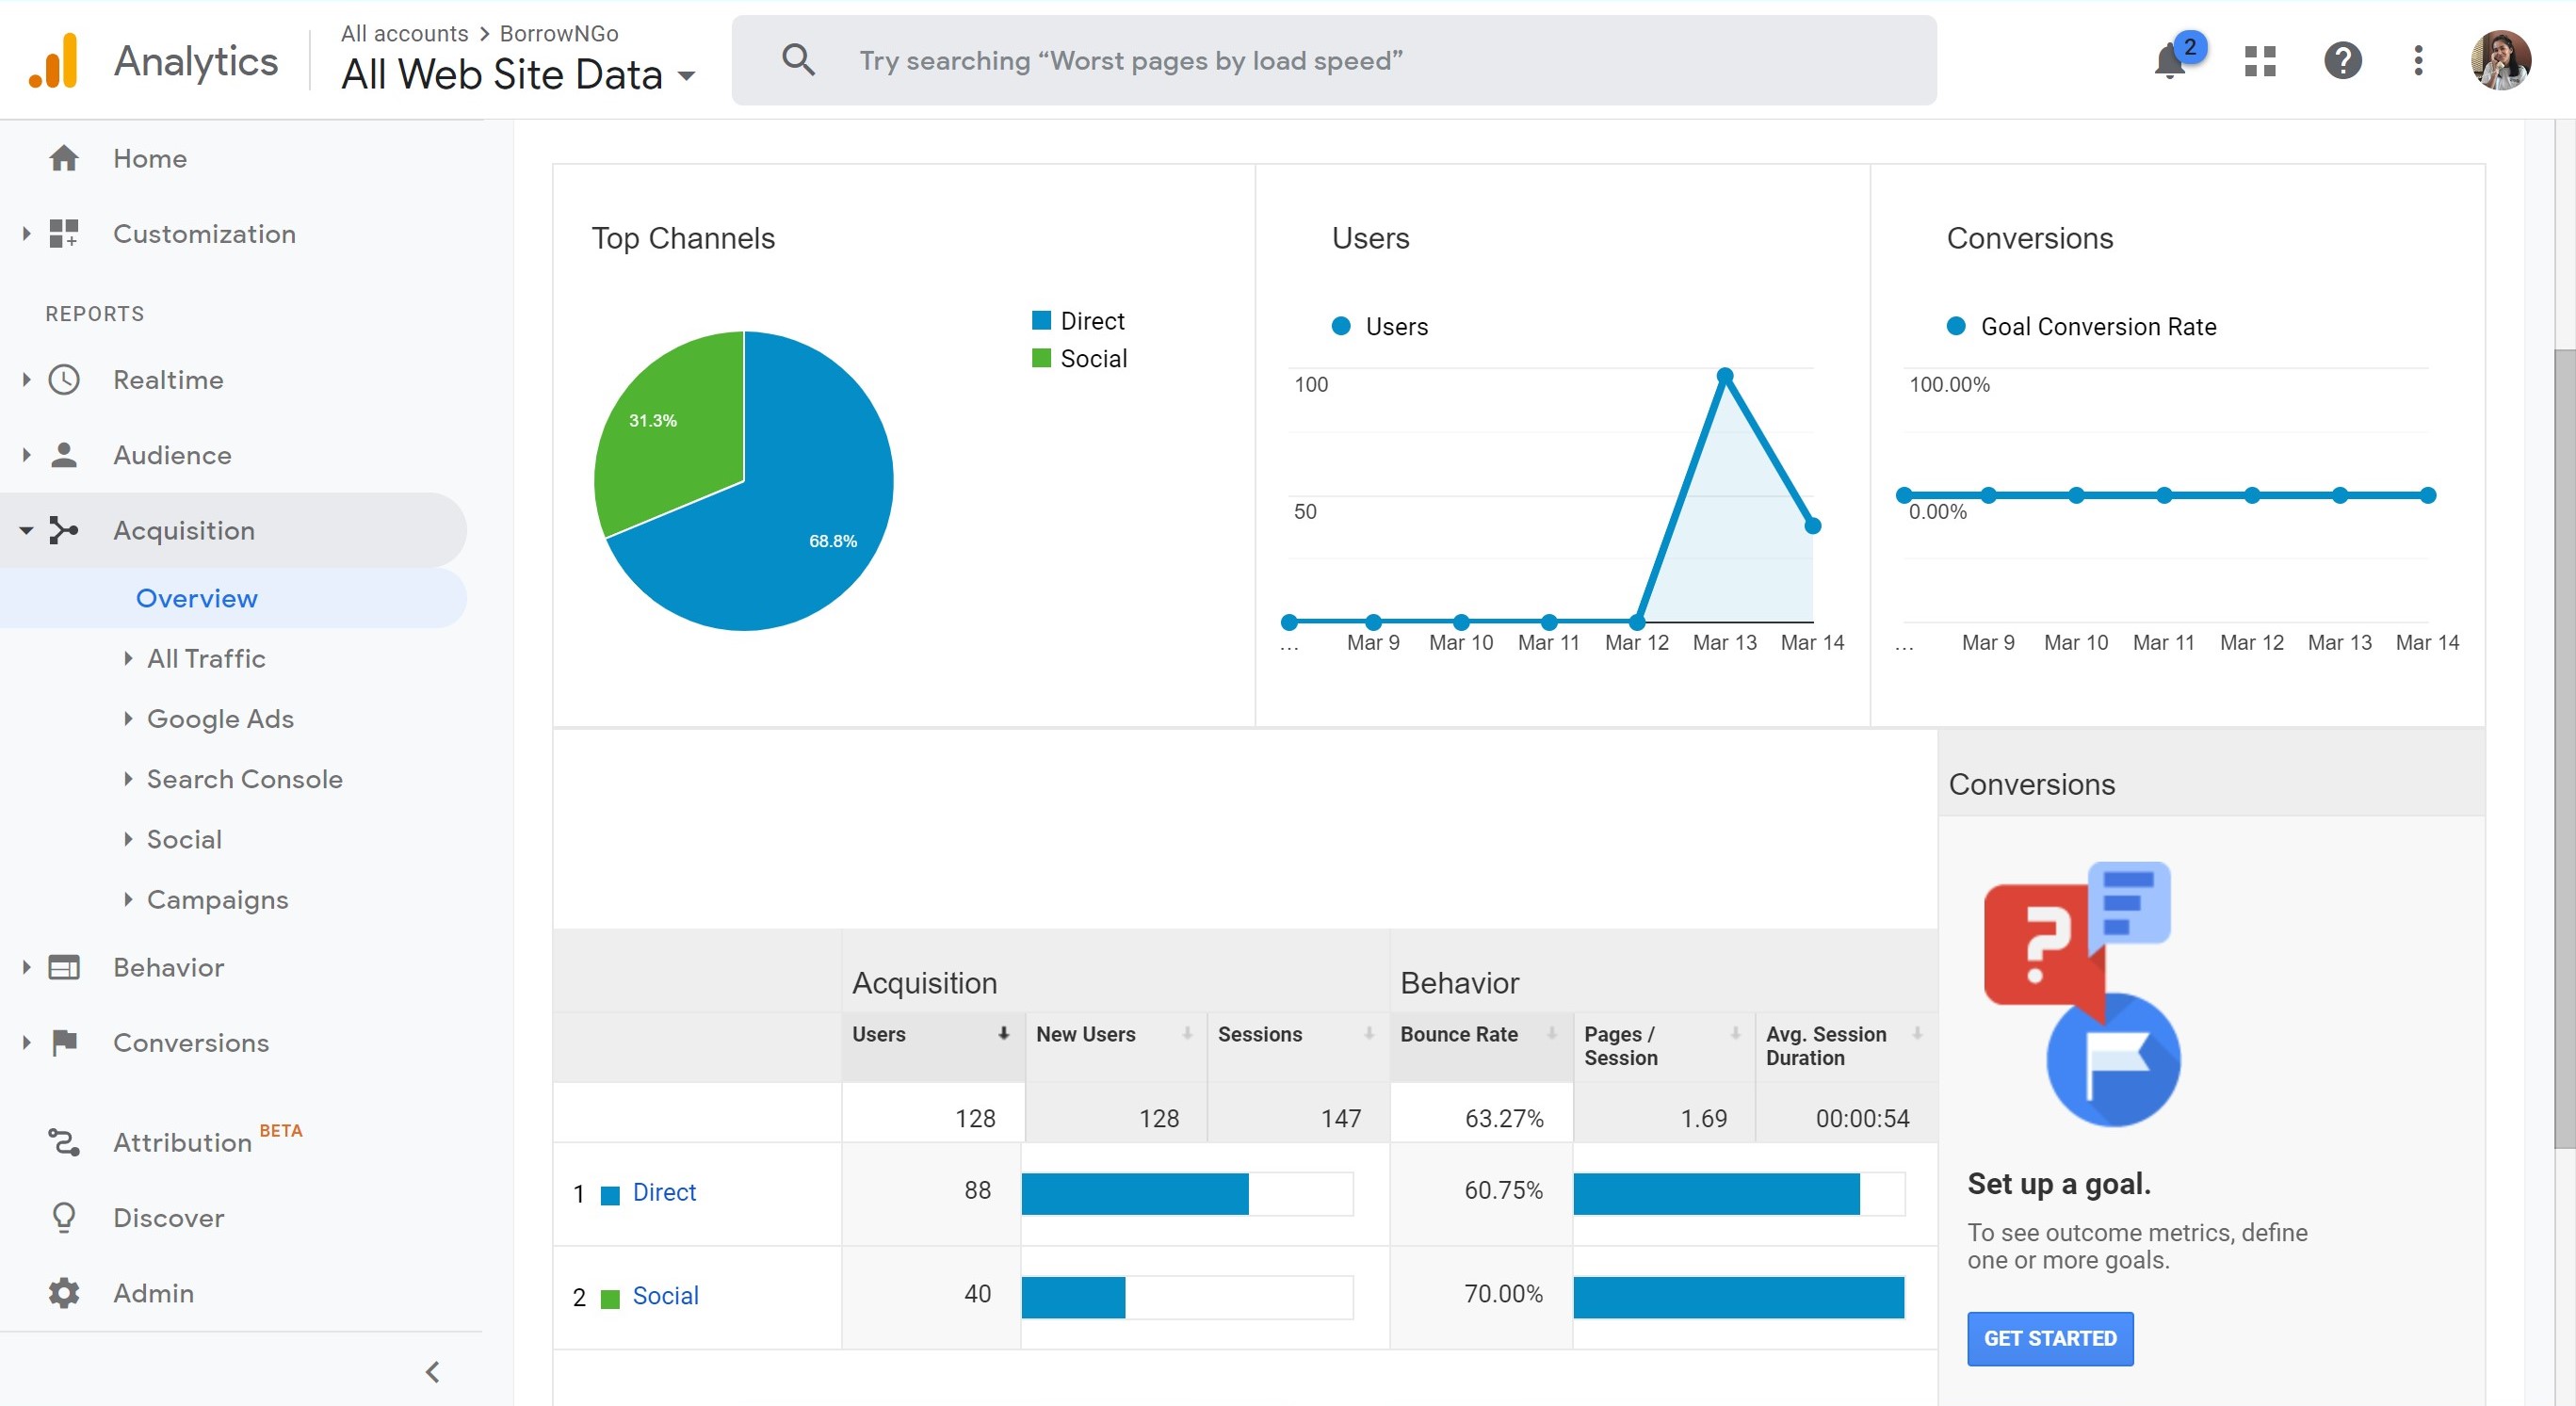 Analytics
All accounts > BorrowNGo
All Web Site Data
Try searching “Worst pages by load speed”
2
Home
Customization
REPORTS
Realtime
Audience
Acquisition
Overview
All Traffic
Google Ads
Search Console
Social
Campaigns
Behavior
Conversions
Attribution BETA
Discover
Admin
Top Channels
Direct
Social
31.3%
68.8%
Users
Users
100
50
... Mar 9 Mar 10 Mar 11 Mar 12 Mar 13 Mar 14
Conversions
Goal Conversion Rate
100.00%
0.00%
... Mar 9 Mar 10 Mar 11 Mar 12 Mar 13 Mar 14
Acquisition Behavior
Users New Users Sessions Bounce Rate Pages / Session Avg. Session Duration
128 128 147 63.27% 1.69 00:00:54
1 Direct 88 60.75%
2 Social 40 70.00%
Conversions
?
Set up a goal.
To see outcome metrics, define
one or more goals.
GET STARTED